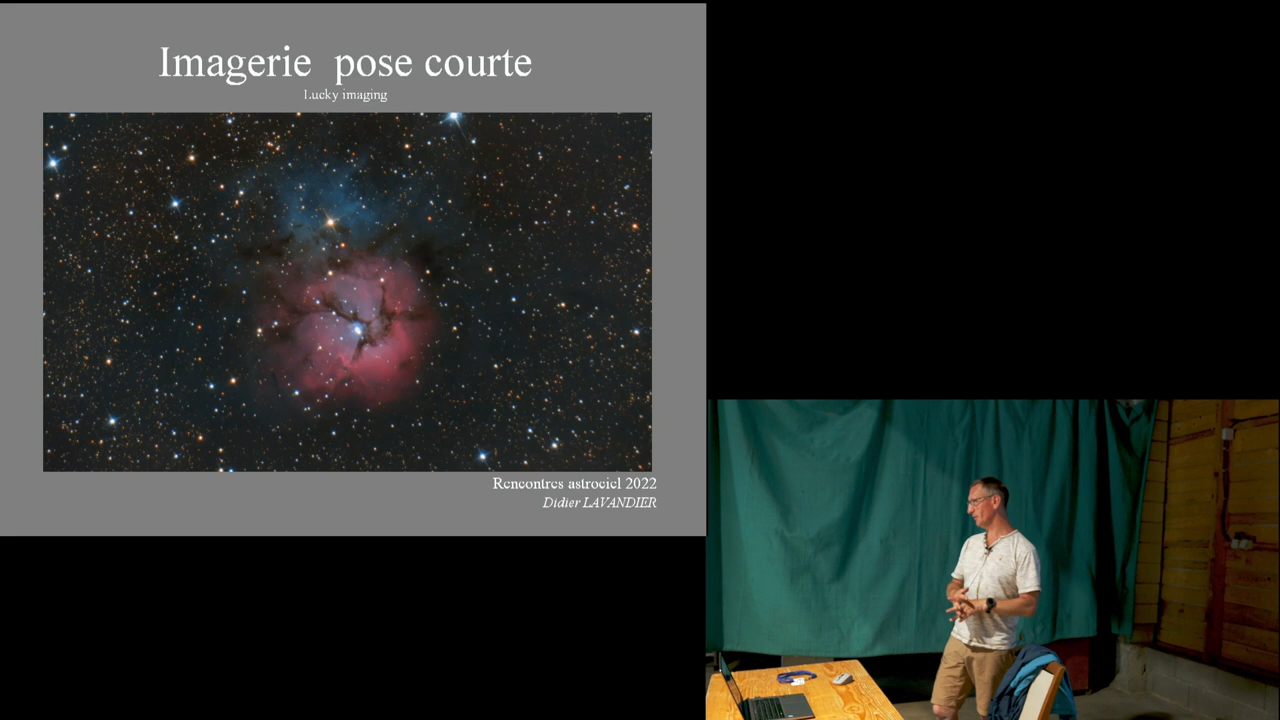 Imagerie pose courte
Lucky imaging
Rencontres astrociel 2022
Didier LAVANDIER